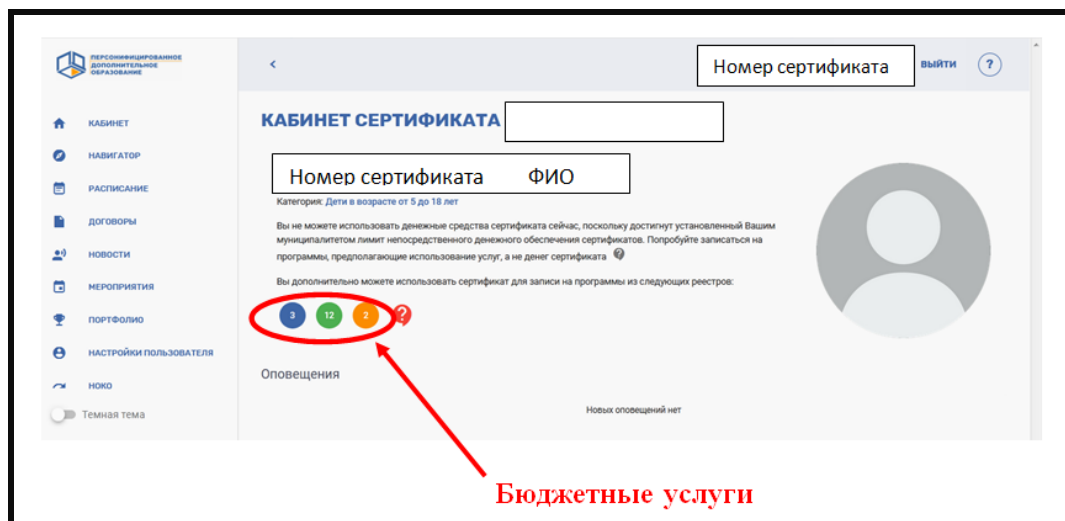 ПЕРСОНИФИЦИРОВАННОЕ
ДОПОЛНИТЕЛЬНОЕ
ОБРАЗОВАНИЕ
Номер сертификата
ВЫЙТИ
?
КАБИНЕТ
НАВИГАТОР
РАСПИСАНИЕ
ДОГОВОРЫ
НОВОСТИ
МЕРОПРИЯТИЯ
ПОРТФОЛИО
НАСТРОЙКИ ПОЛЬЗОВАТЕЛЯ
НОКО
Темная тема
КАБИНЕТ СЕРТИФИКАТА
Номер сертификата ФИО
Категория: Дети в возрасте от 5 до 18 лет
Вы не можете использовать денежные средства сертификата сейчас, поскольку достигнут установленный Вашим
муниципалитетом лимит непосредственного денежного обеспечения сертификатов. Попробуйте записаться на
программы, предполагающие использование услуг, а не денег сертификата ?
Вы дополнительно можете использовать сертификат для записи на программы из следующих реестров:
3 12 2 ?
Оповещения
Новых оповещений нет
Бюджетные услуги